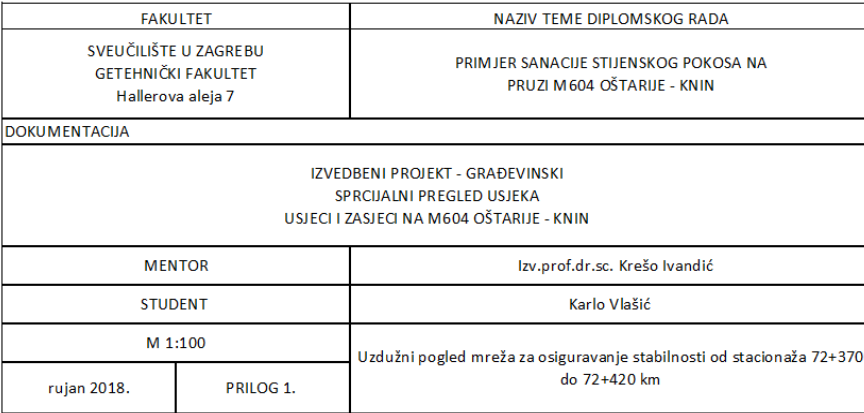 FAKULTET
NAZIV TEME DIPLOMSKOG RADA
SVEUČILIŠTE U ZAGREBU
GETEHNIČKI FAKULTET
Hallerova aleja 7
PRIMJER SANACIJE STIJENSKOG POKOSA NA
PRUZI M604 OŠTARIJE - KNIN
DOKUMENTACIJA
IZVEDBENI PROJEKT - GRAĐEVINSKI
SPRCIJALNI PREGLED USJEKA
USJECI I ZASJECI NA M604 OŠTARIJE - KNIN
MENTOR
Izv.prof.dr.sc. Krešo Ivandić
STUDENT
Karlo Vlašić
M 1:100
Uzdužni pogled mreža za osiguravanje stabilnosti od stacionaža 72+370
do 72+420 km
rujan 2018.
PRILOG 1.